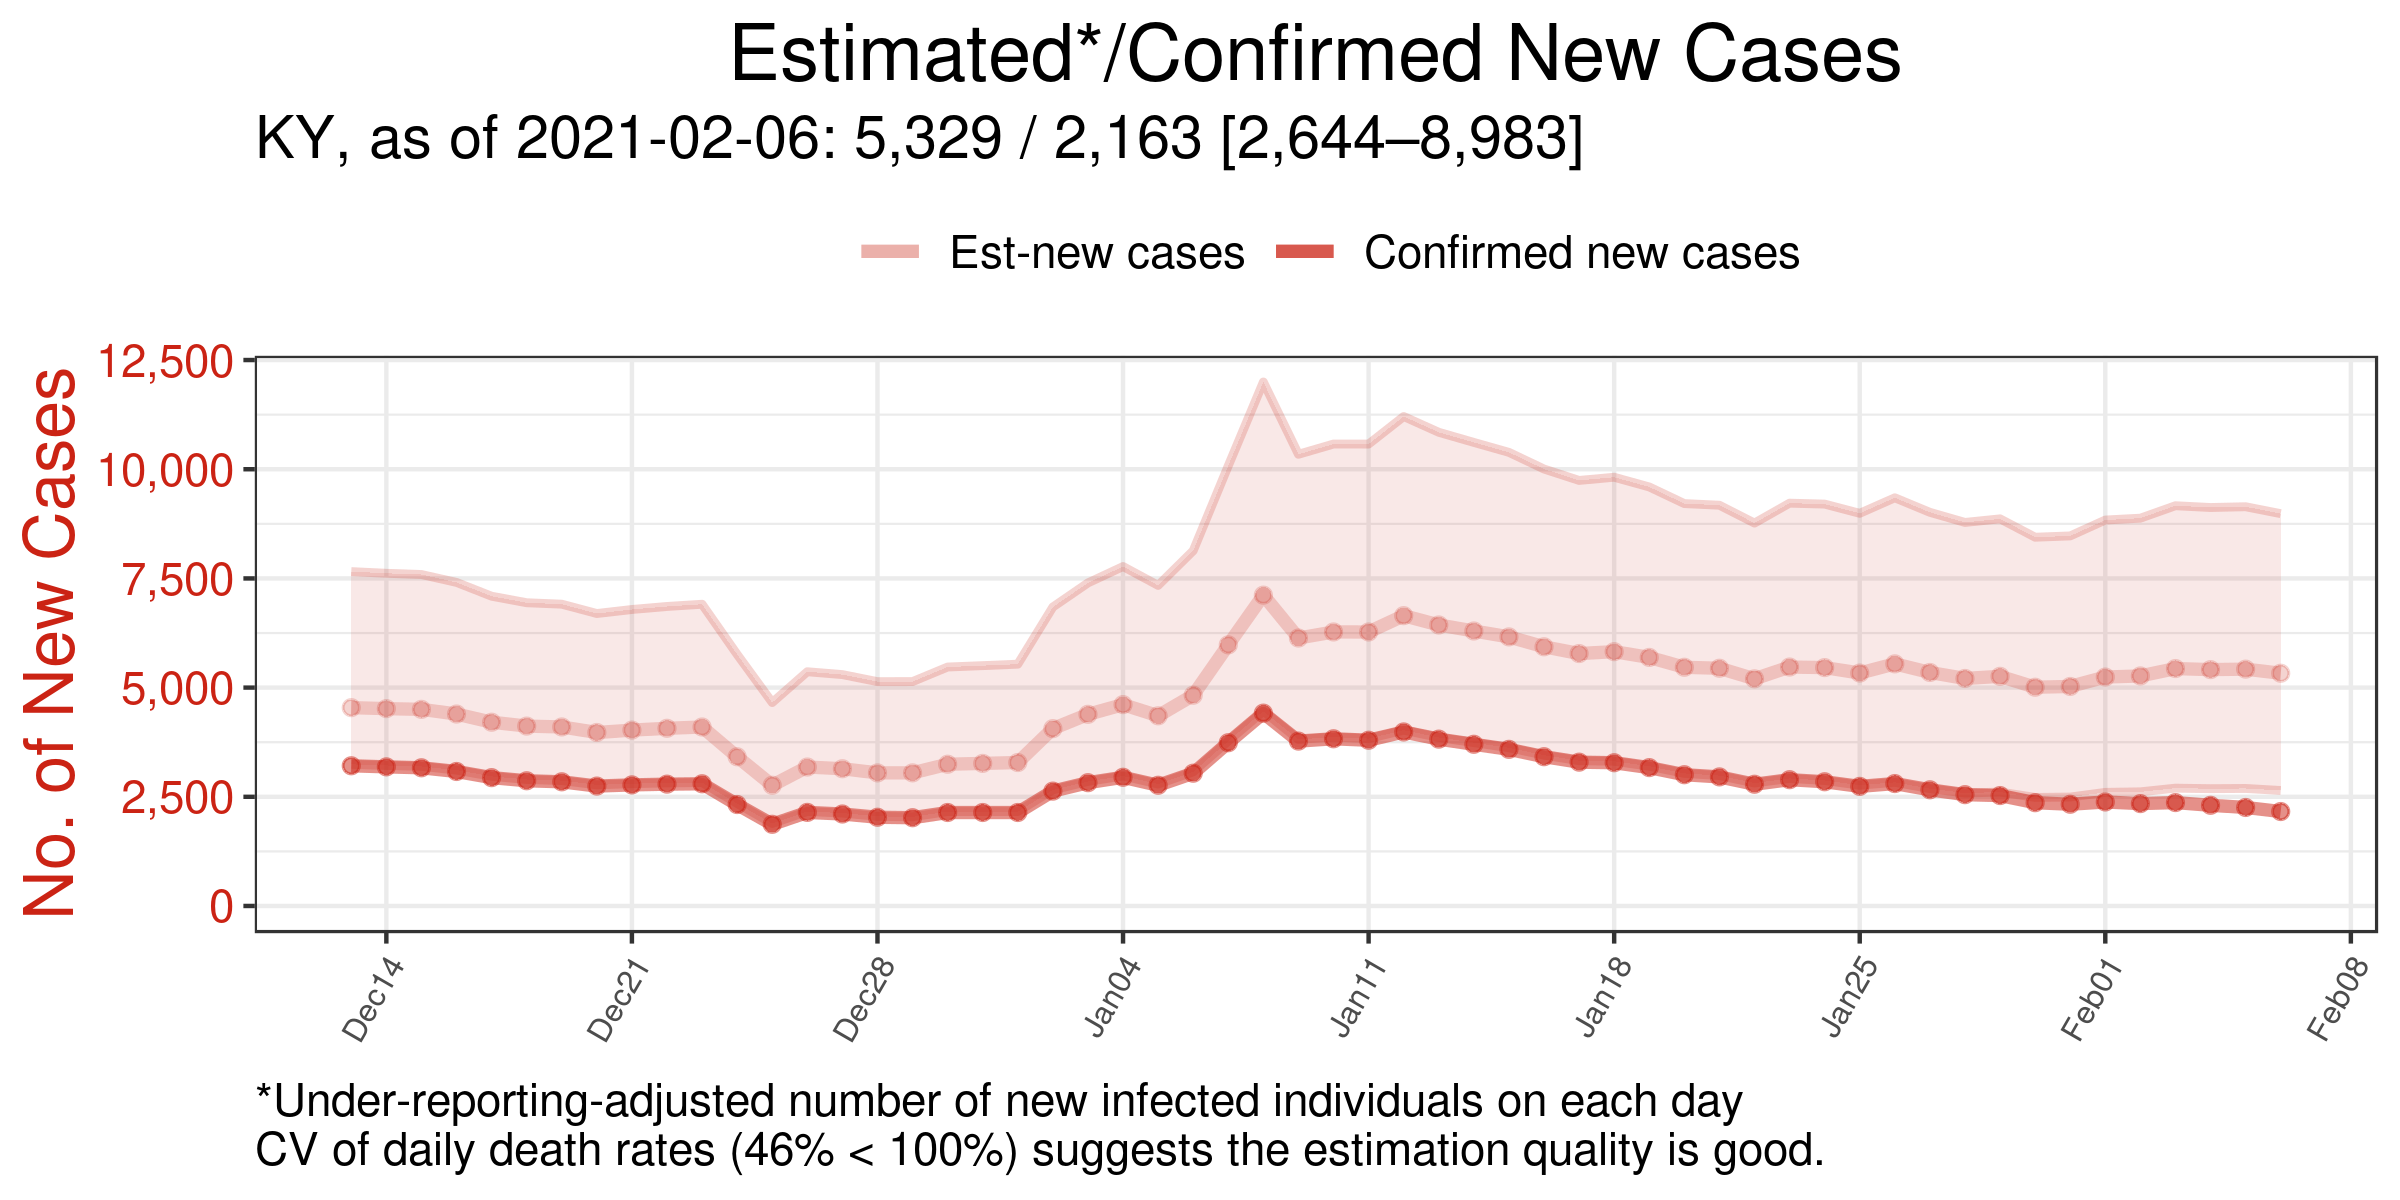 Estimated*/Confirmed New Cases
KY, as of 2021-02-06: 5,329 / 2,163 [2,644–8,983]
Est-new cases
Confirmed new cases
No. of New Cases
12,500
10,000
7,500
5,000
2,500
0
Dec14
Dec21
Dec28
Jan04
Jan11
Jan18
Jan25
Feb01
Feb08
*Under-reporting-adjusted number of new infected individuals on each day
CV of daily death rates (46% < 100%) suggests the estimation quality is good.